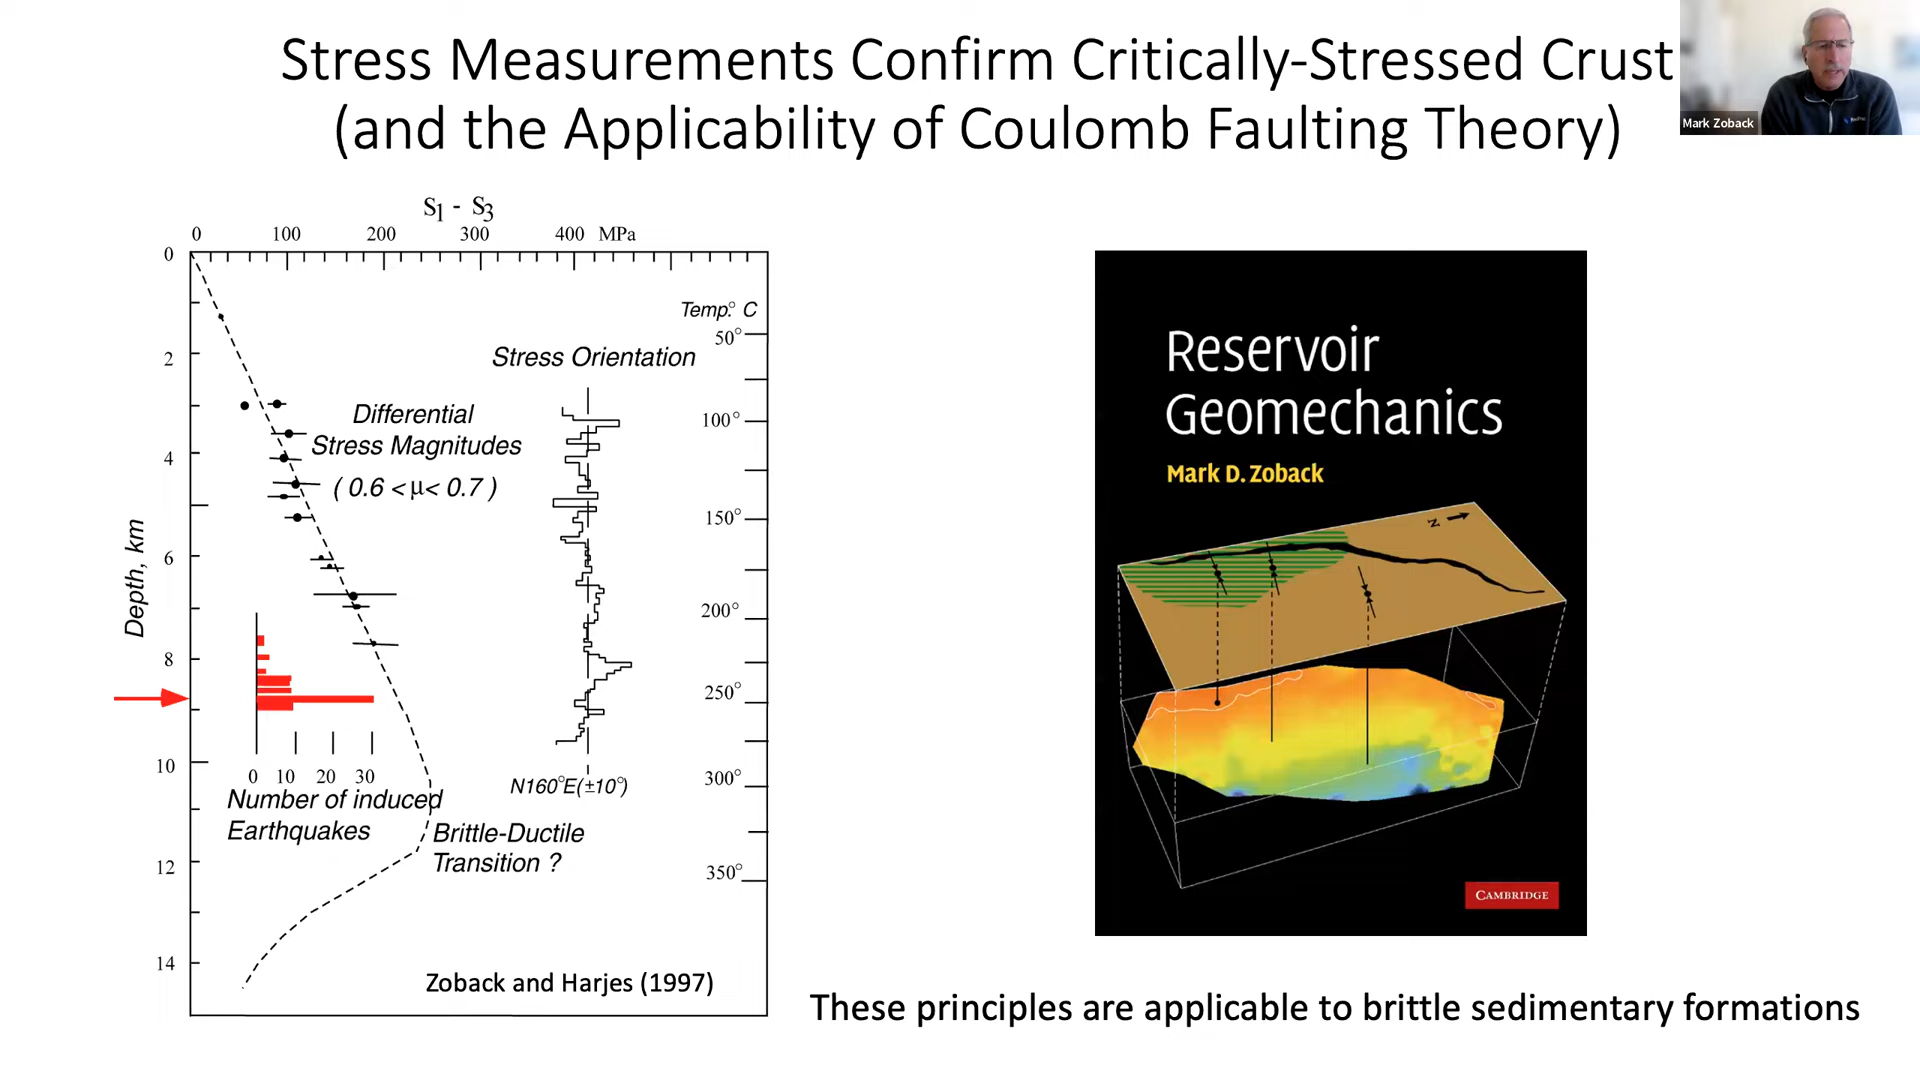 Stress Measurements Confirm Critically-Stressed Crust
(and the Applicability of Coulomb Faulting Theory)
Mark Zoback
S1 - S3
0 100 200 300 400 MPa
0
2
4
6
8
10
12
14
Depth, km
Temp.° C
50°
100°
150°
200°
250°
300°
350°
Stress Orientation
Differential
Stress Magnitudes
( 0.6 < μ < 0.7 )
N160°E(±10°)
0 10 20 30
Number of induced
Earthquakes
Brittle-Ductile
Transition ?
Zoback and Harjes (1997)
Reservoir
Geomechanics
Mark D. Zoback
N
CAMBRIDGE
These principles are applicable to brittle sedimentary formations